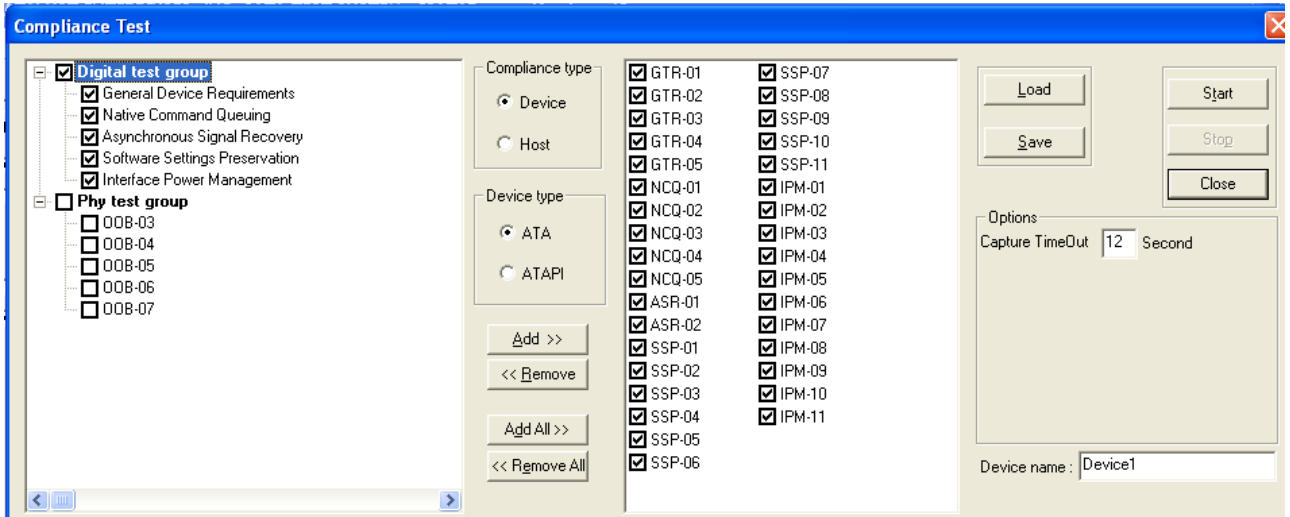 Compliance Test
Digital test group
General Device Requirements
Native Command Queuing
Asynchronous Signal Recovery
Software Settings Preservation
Interface Power Management
Phy test group
OOB-03
OOB-04
OOB-05
OOB-06
OOB-07
Compliance type
Device
Host
Device type
ATA
ATAPI
Add >>
<< Remove
Add All >>
<< Remove All
GTR-01
GTR-02
GTR-03
GTR-04
GTR-05
NCQ-01
NCQ-02
NCQ-03
NCQ-04
NCQ-05
ASR-01
ASR-02
SSP-01
SSP-02
SSP-03
SSP-04
SSP-05
SSP-06
SSP-07
SSP-08
SSP-09
SSP-10
SSP-11
IPM-01
IPM-02
IPM-03
IPM-04
IPM-05
IPM-06
IPM-07
IPM-08
IPM-09
IPM-10
IPM-11
Load
Save
Start
Stop
Close
Options
Capture TimeOut 12 Second
Device name : Device1